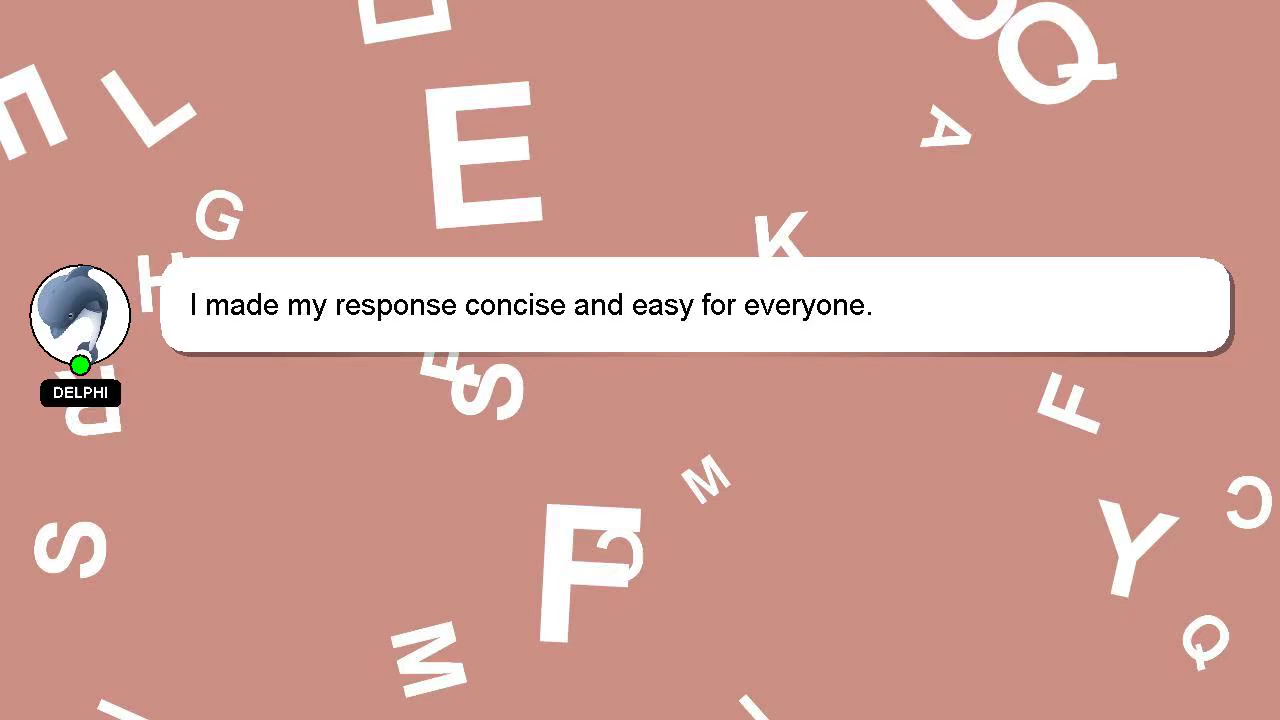 I made my response concise and easy for everyone.
DELPHI
L
E
Q
A
G
K
H
S
F
M
S
F
Y
C
Q
M